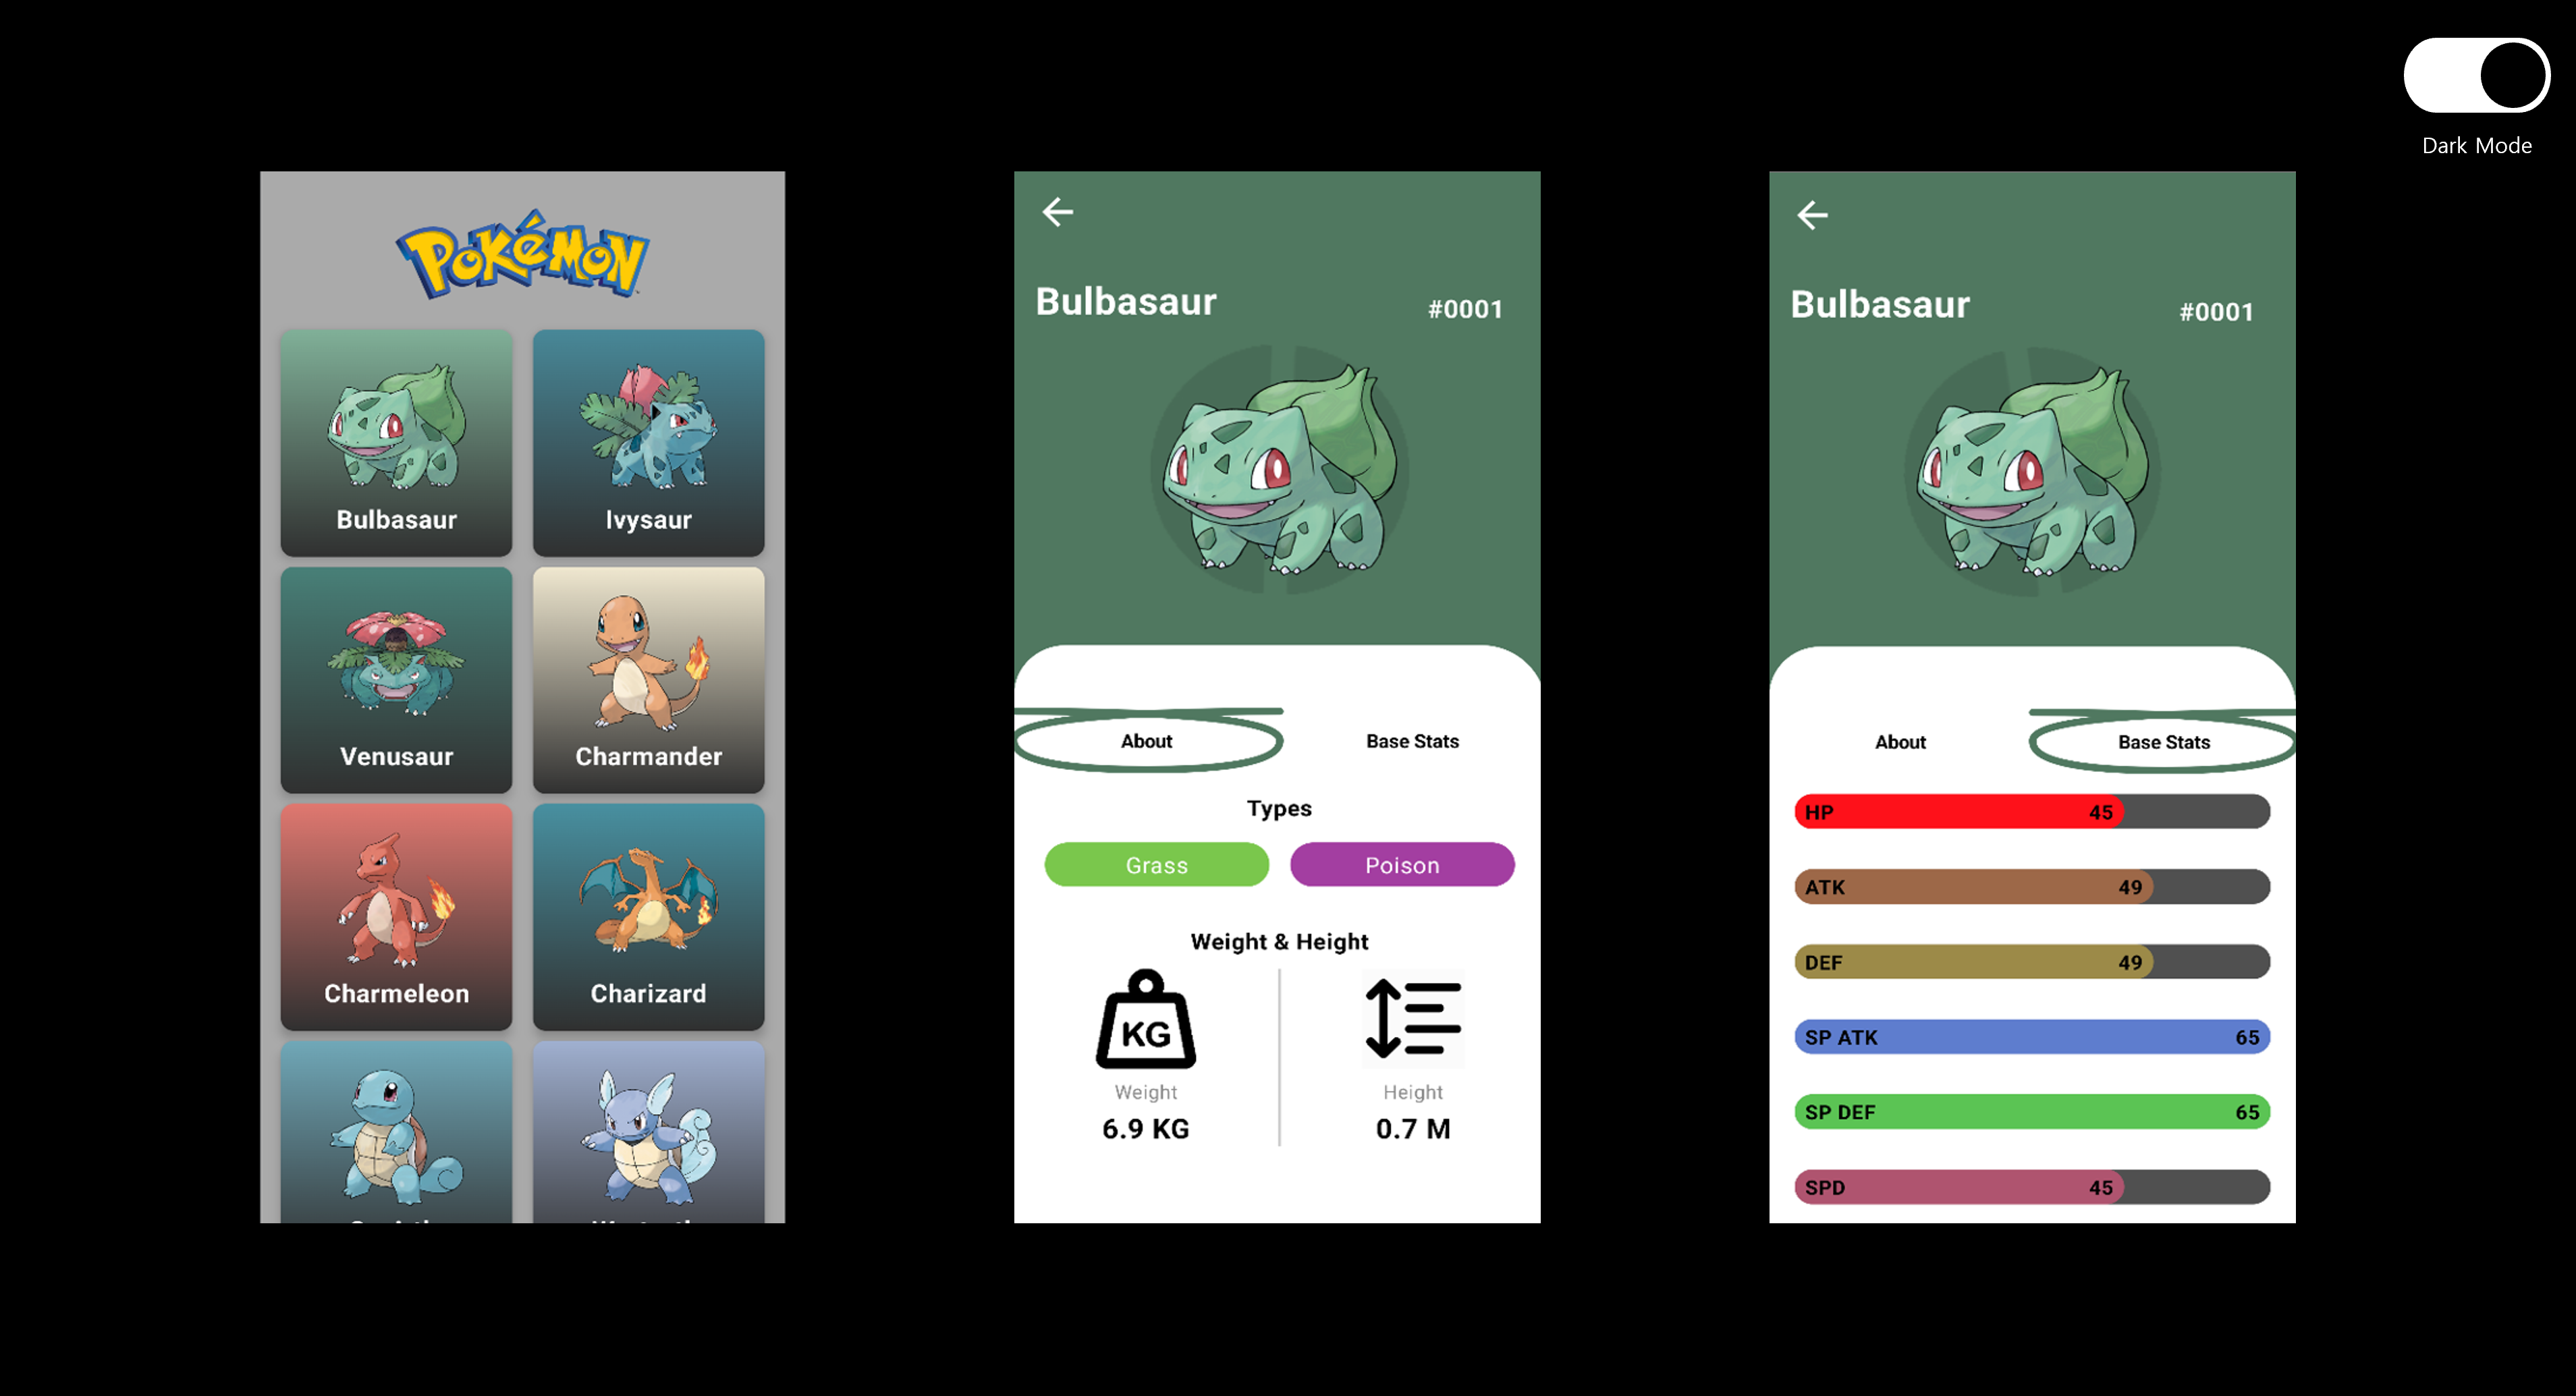 Dark Mode
POKéMON
Bulbasaur
Ivysaur
Venusaur
Charmander
Charmeleon
Charizard
Bulbasaur
#0001
About
Base Stats
Types
Grass
Poison
Weight & Height
KG
Weight
Height
6.9 KG
0.7 M
Bulbasaur
#0001
About
Base Stats
HP 45
ATK 49
DEF 49
SP ATK 65
SP DEF 65
SPD 45